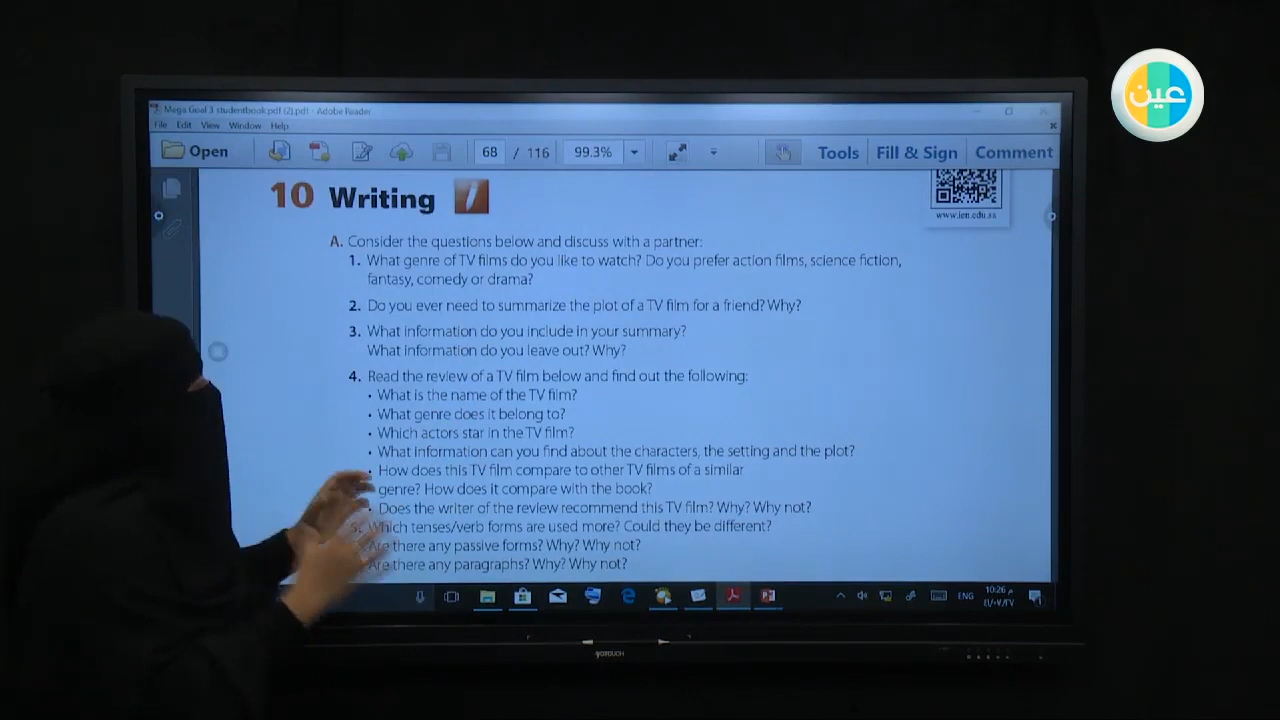 عين
Mega Goal 3 studentbook.pdf (2).pdf - Adobe Reader
File Edit View Window Help
Open 68 / 116 99.3% Tools Fill & Sign Comment
10 Writing
www.ien.edu.sa
A. Consider the questions below and discuss with a partner:
1. What genre of TV films do you like to watch? Do you prefer action films, science fiction,
fantasy, comedy or drama?
2. Do you ever need to summarize the plot of a TV film for a friend? Why?
3. What information do you include in your summary?
What information do you leave out? Why?
4. Read the review of a TV film below and find out the following:
• What is the name of the TV film?
• What genre does it belong to?
• Which actors star in the TV film?
• What information can you find about the characters, the setting and the plot?
• How does this TV film compare to other TV films of a similar
genre? How does it compare with the book?
• Does the writer of the review recommend this TV film? Why? Why not?
5. Which tenses/verb forms are used more? Could they be different?
Are there any passive forms? Why? Why not?
Are there any paragraphs? Why? Why not?
ENG
10:26 م